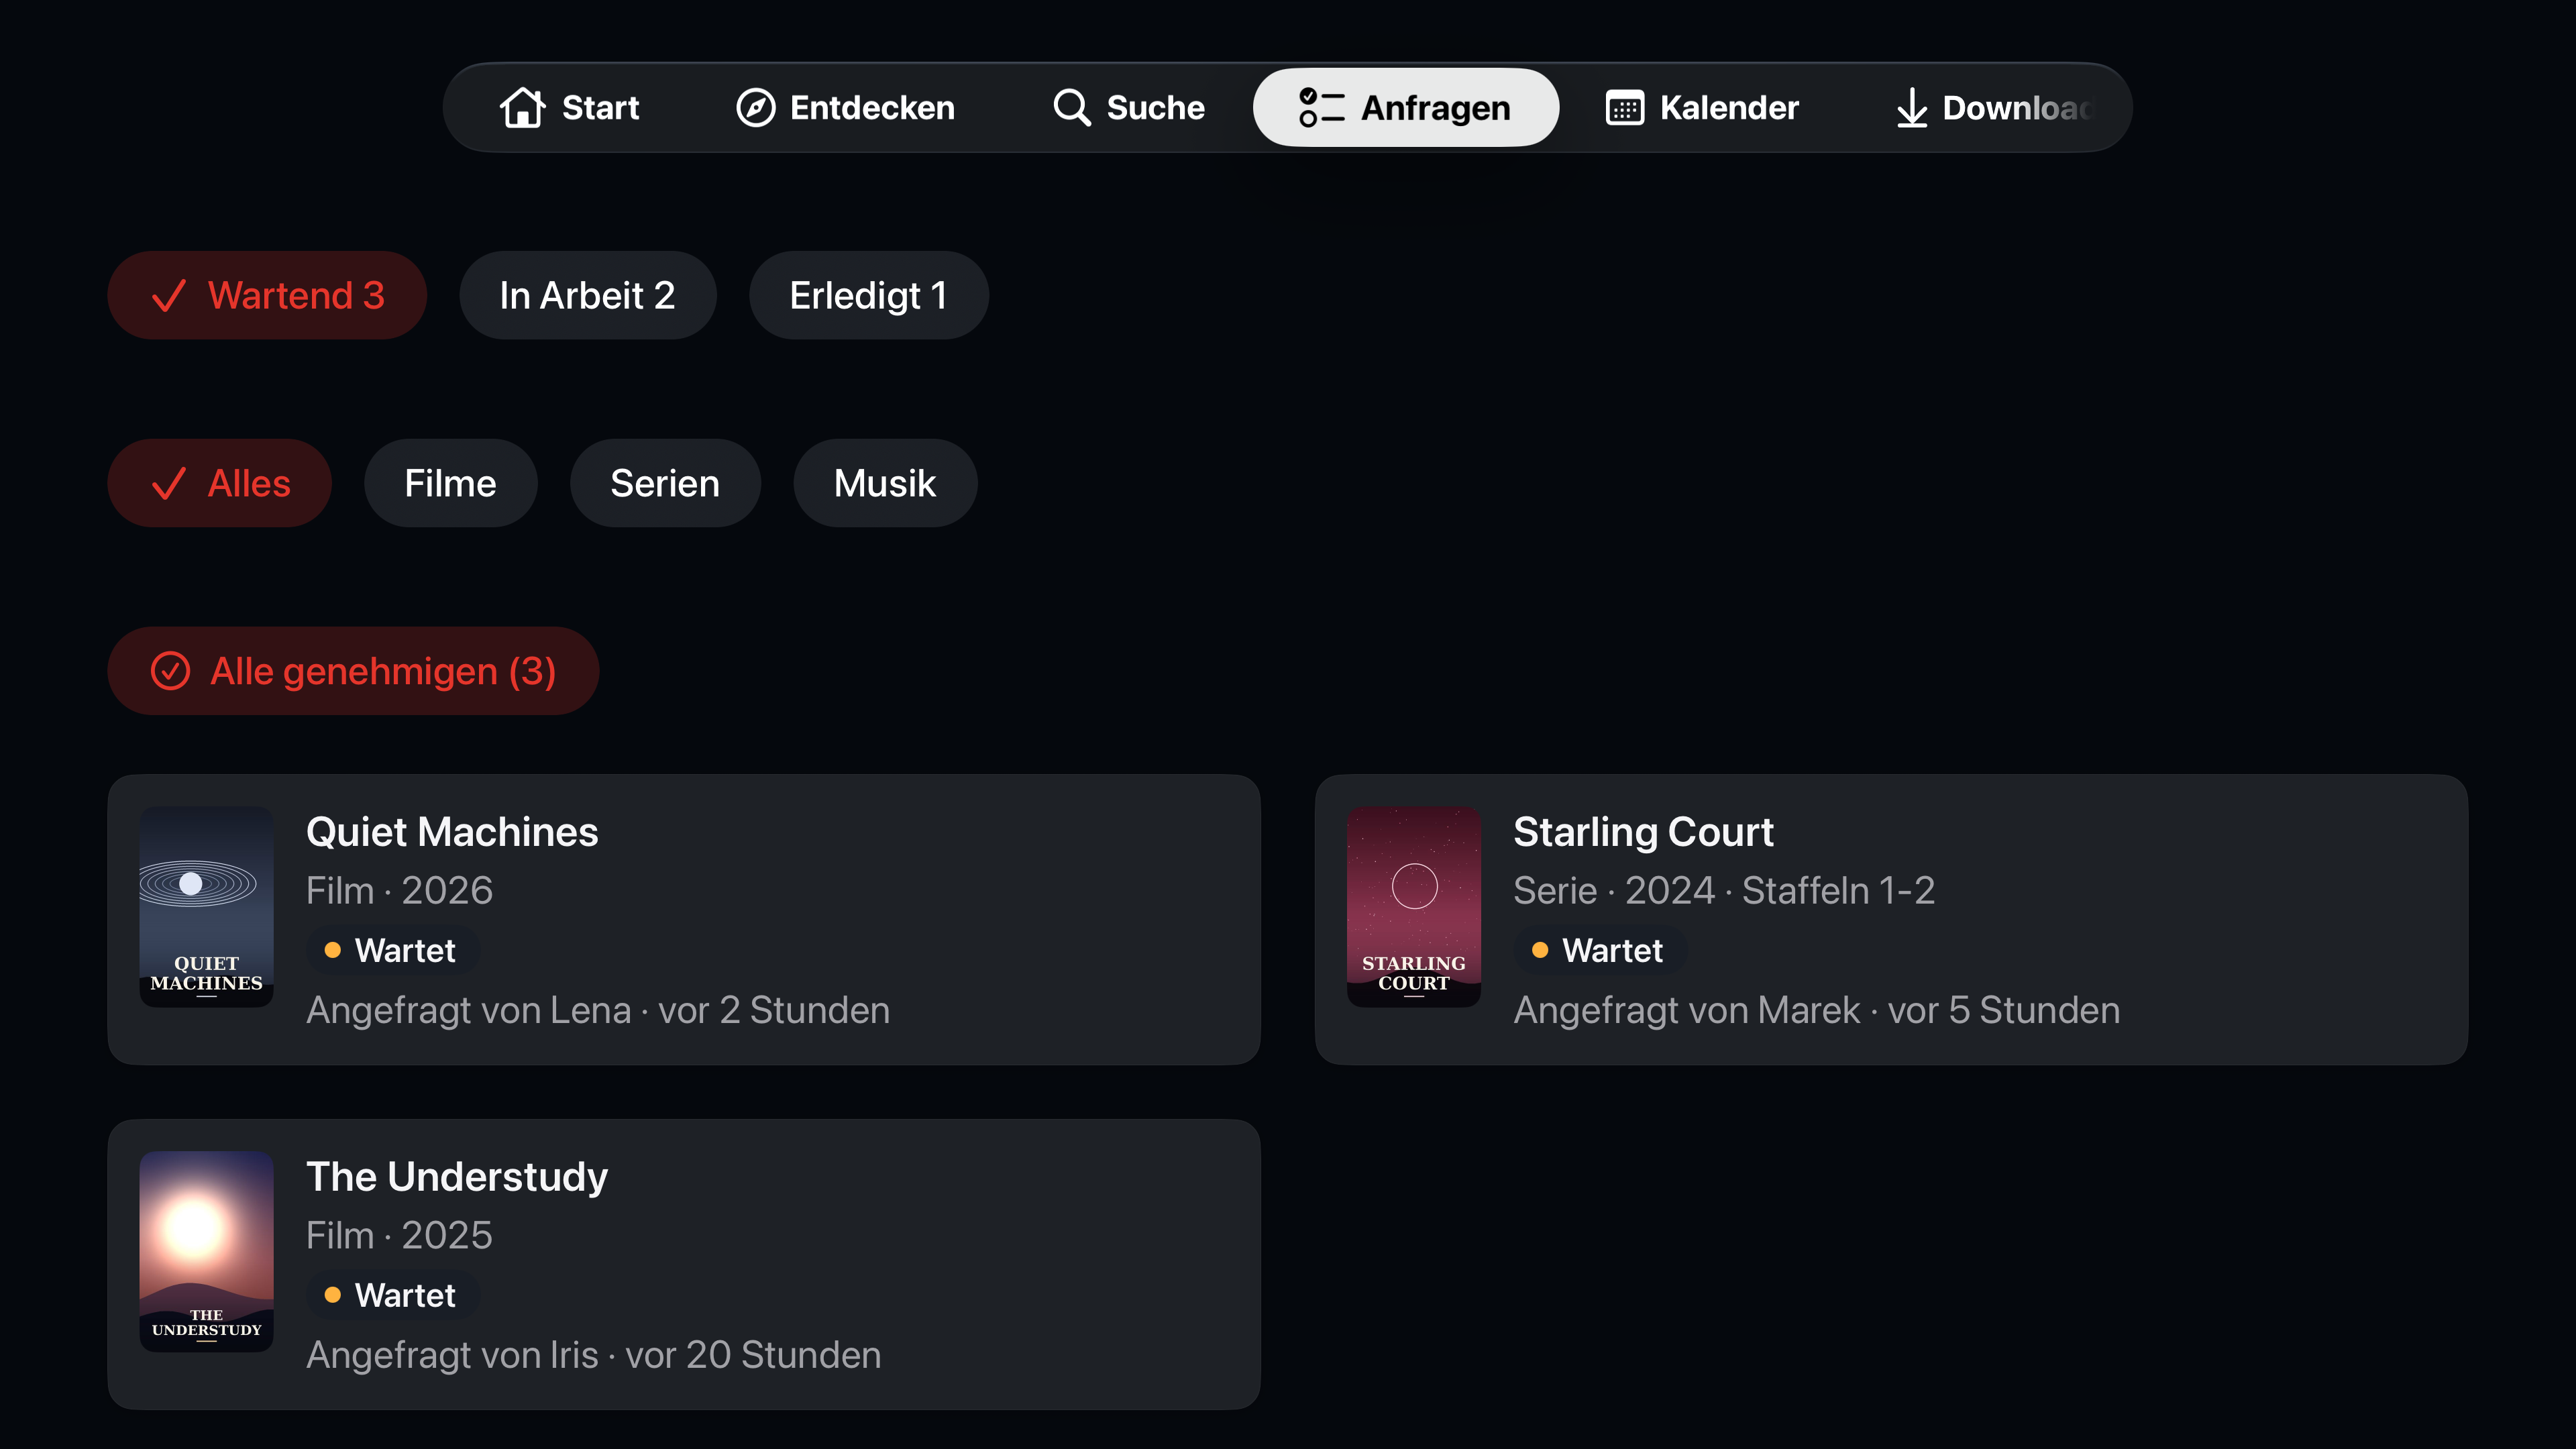 Start
Entdecken
Suche
Anfragen
Kalender
Download
Wartend 3
In Arbeit 2
Erledigt 1
Alles
Filme
Serien
Musik
Alle genehmigen (3)
QUIET
MACHINES
Quiet Machines
Film · 2026
Wartet
Angefragt von Lena · vor 2 Stunden
STARLING
COURT
Starling Court
Serie · 2024 · Staffeln 1-2
Wartet
Angefragt von Marek · vor 5 Stunden
THE
UNDERSTUDY
The Understudy
Film · 2025
Wartet
Angefragt von Iris · vor 20 Stunden